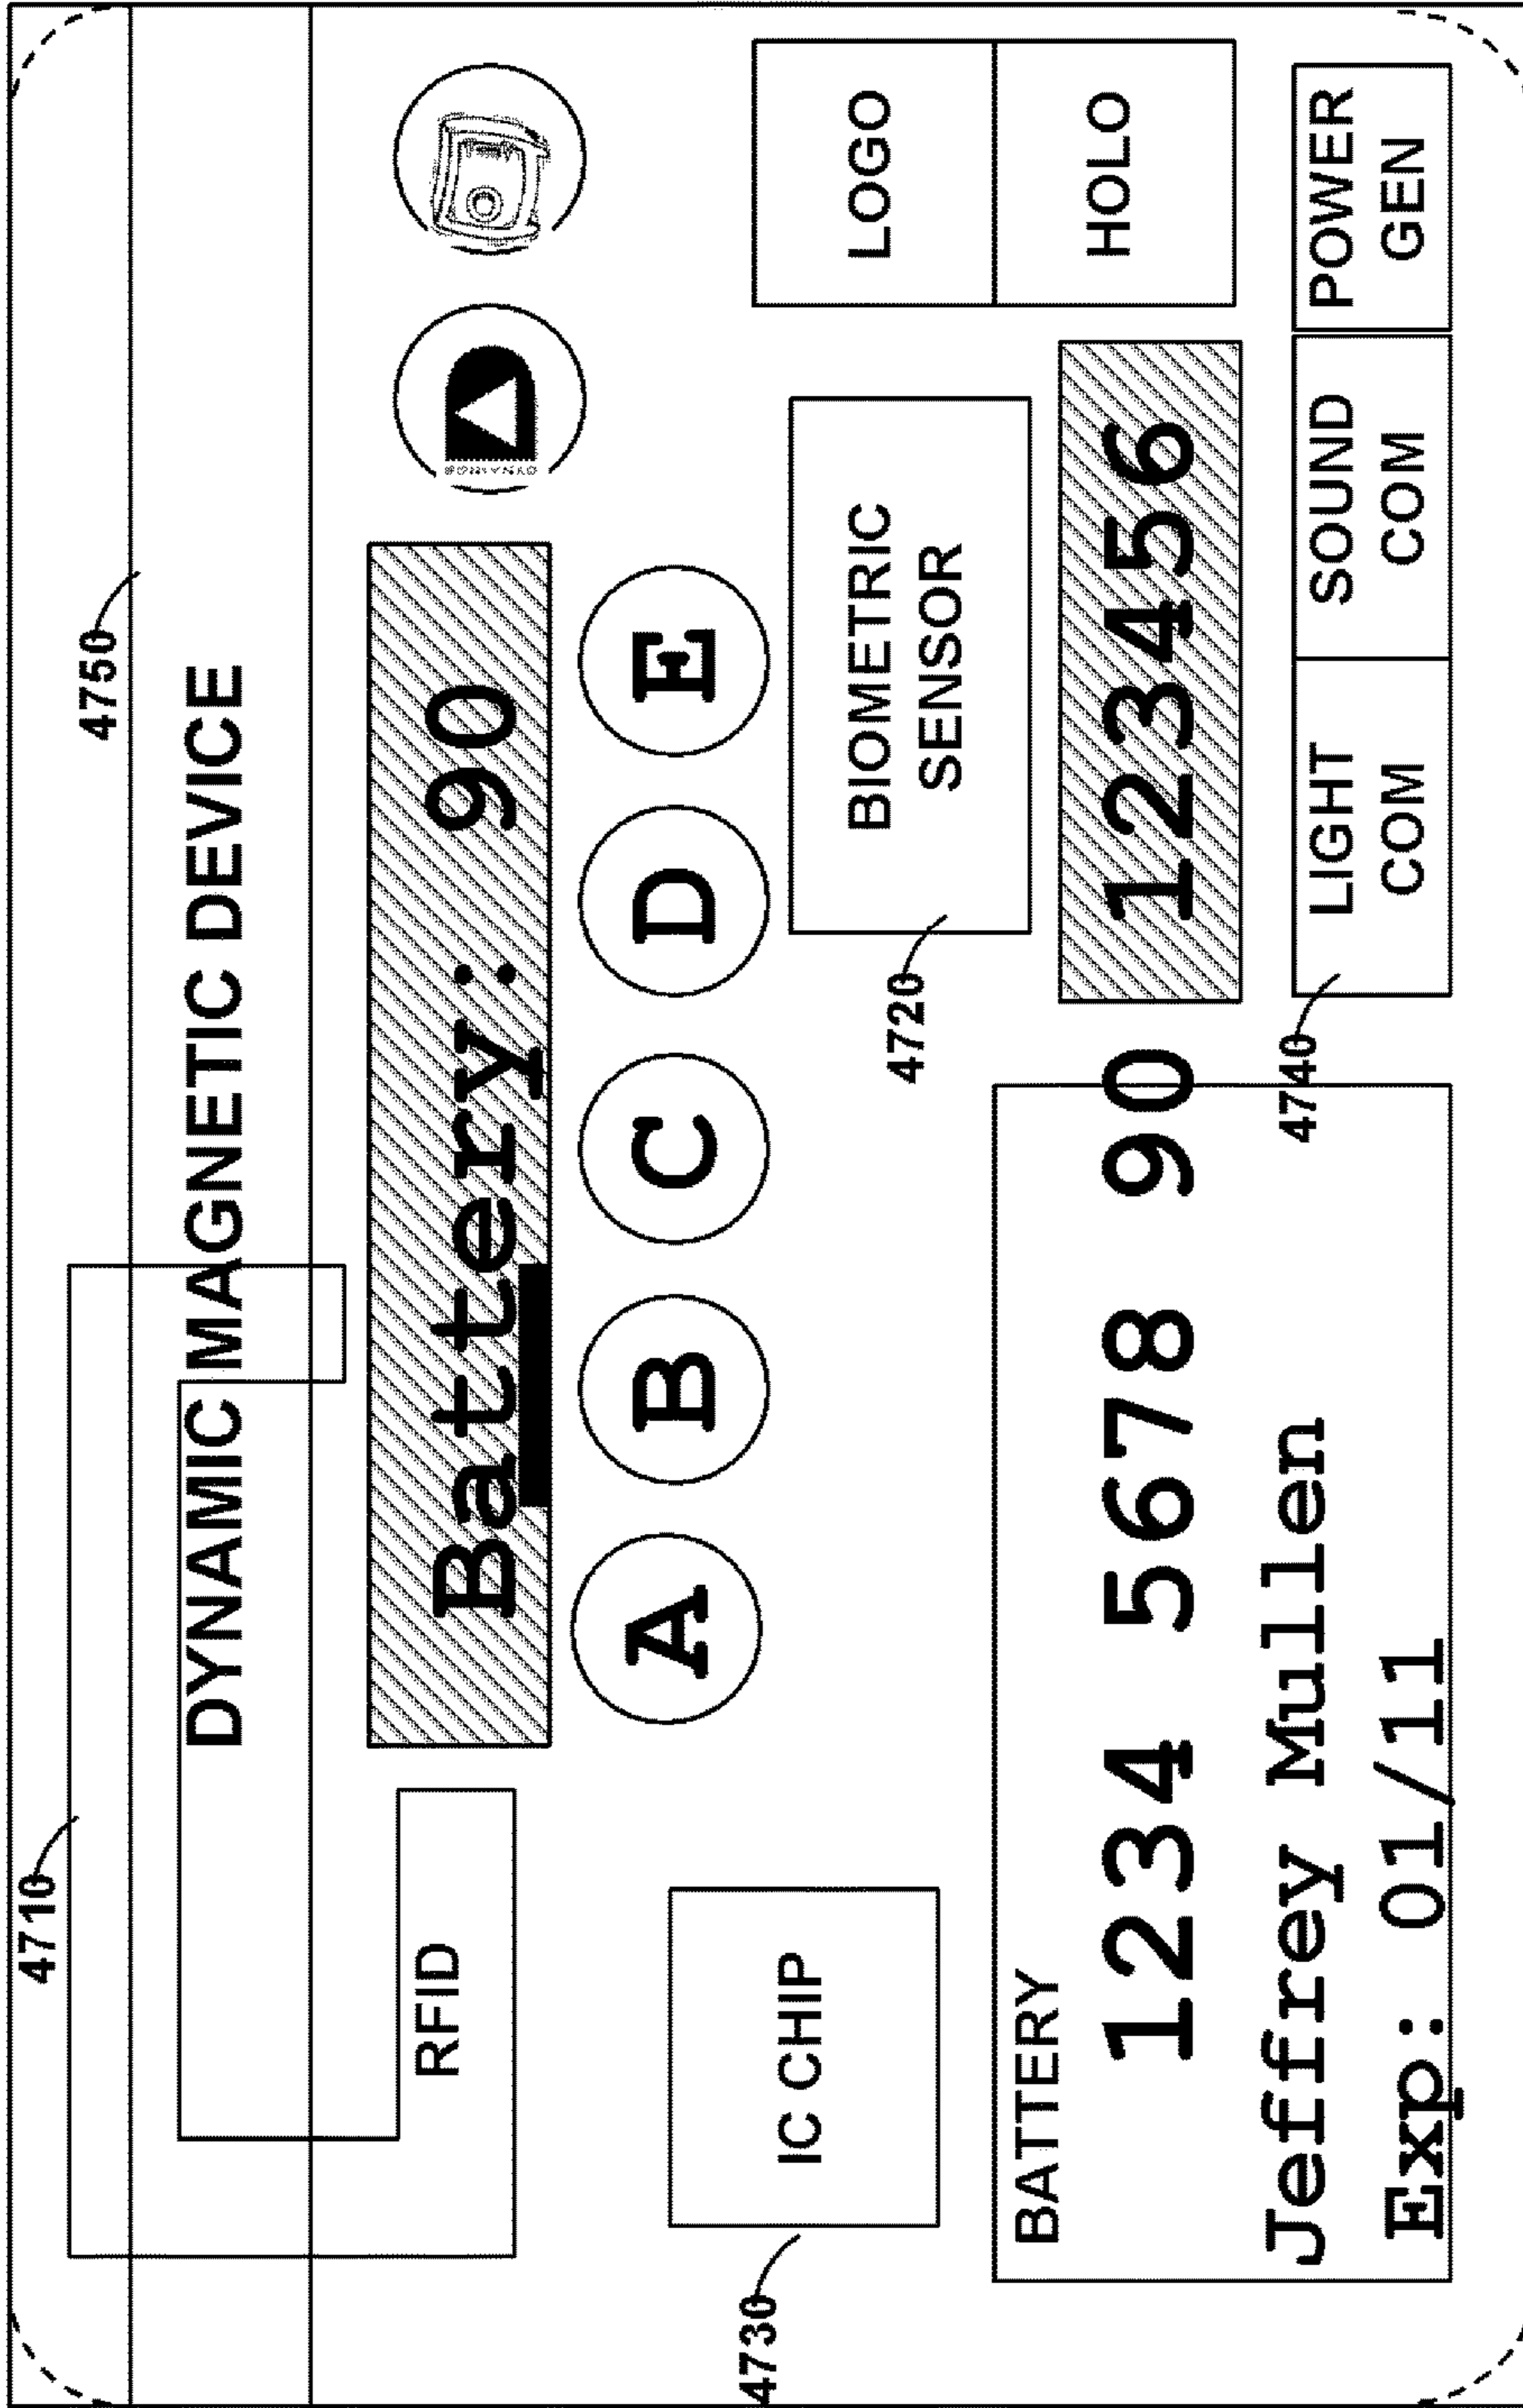 4710
4750
DYNAMIC MAGNETIC DEVICE
RFID
Battery: 90
DYNAMICS
A B C D E
4730
IC CHIP
4720
BIOMETRIC
SENSOR
LOGO
HOLO
BATTERY
1234 5678 90 123456
Jeffrey Mullen
Exp: 01/11
4740
LIGHT
COM
SOUND
COM
POWER
GEN